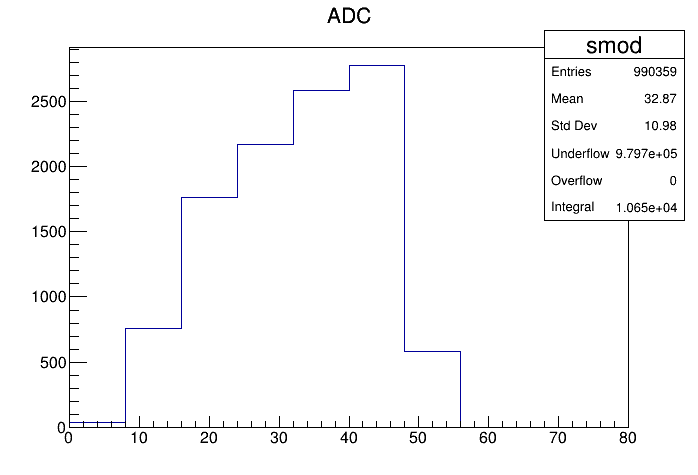 ADC
smod
Entries 990359
Mean 32.87
Std Dev 10.98
Underflow 9.797e+05
Overflow 0
Integral 1.065e+04
2500
2000
1500
1000
500
0
0 10 20 30 40 50 60 70 80